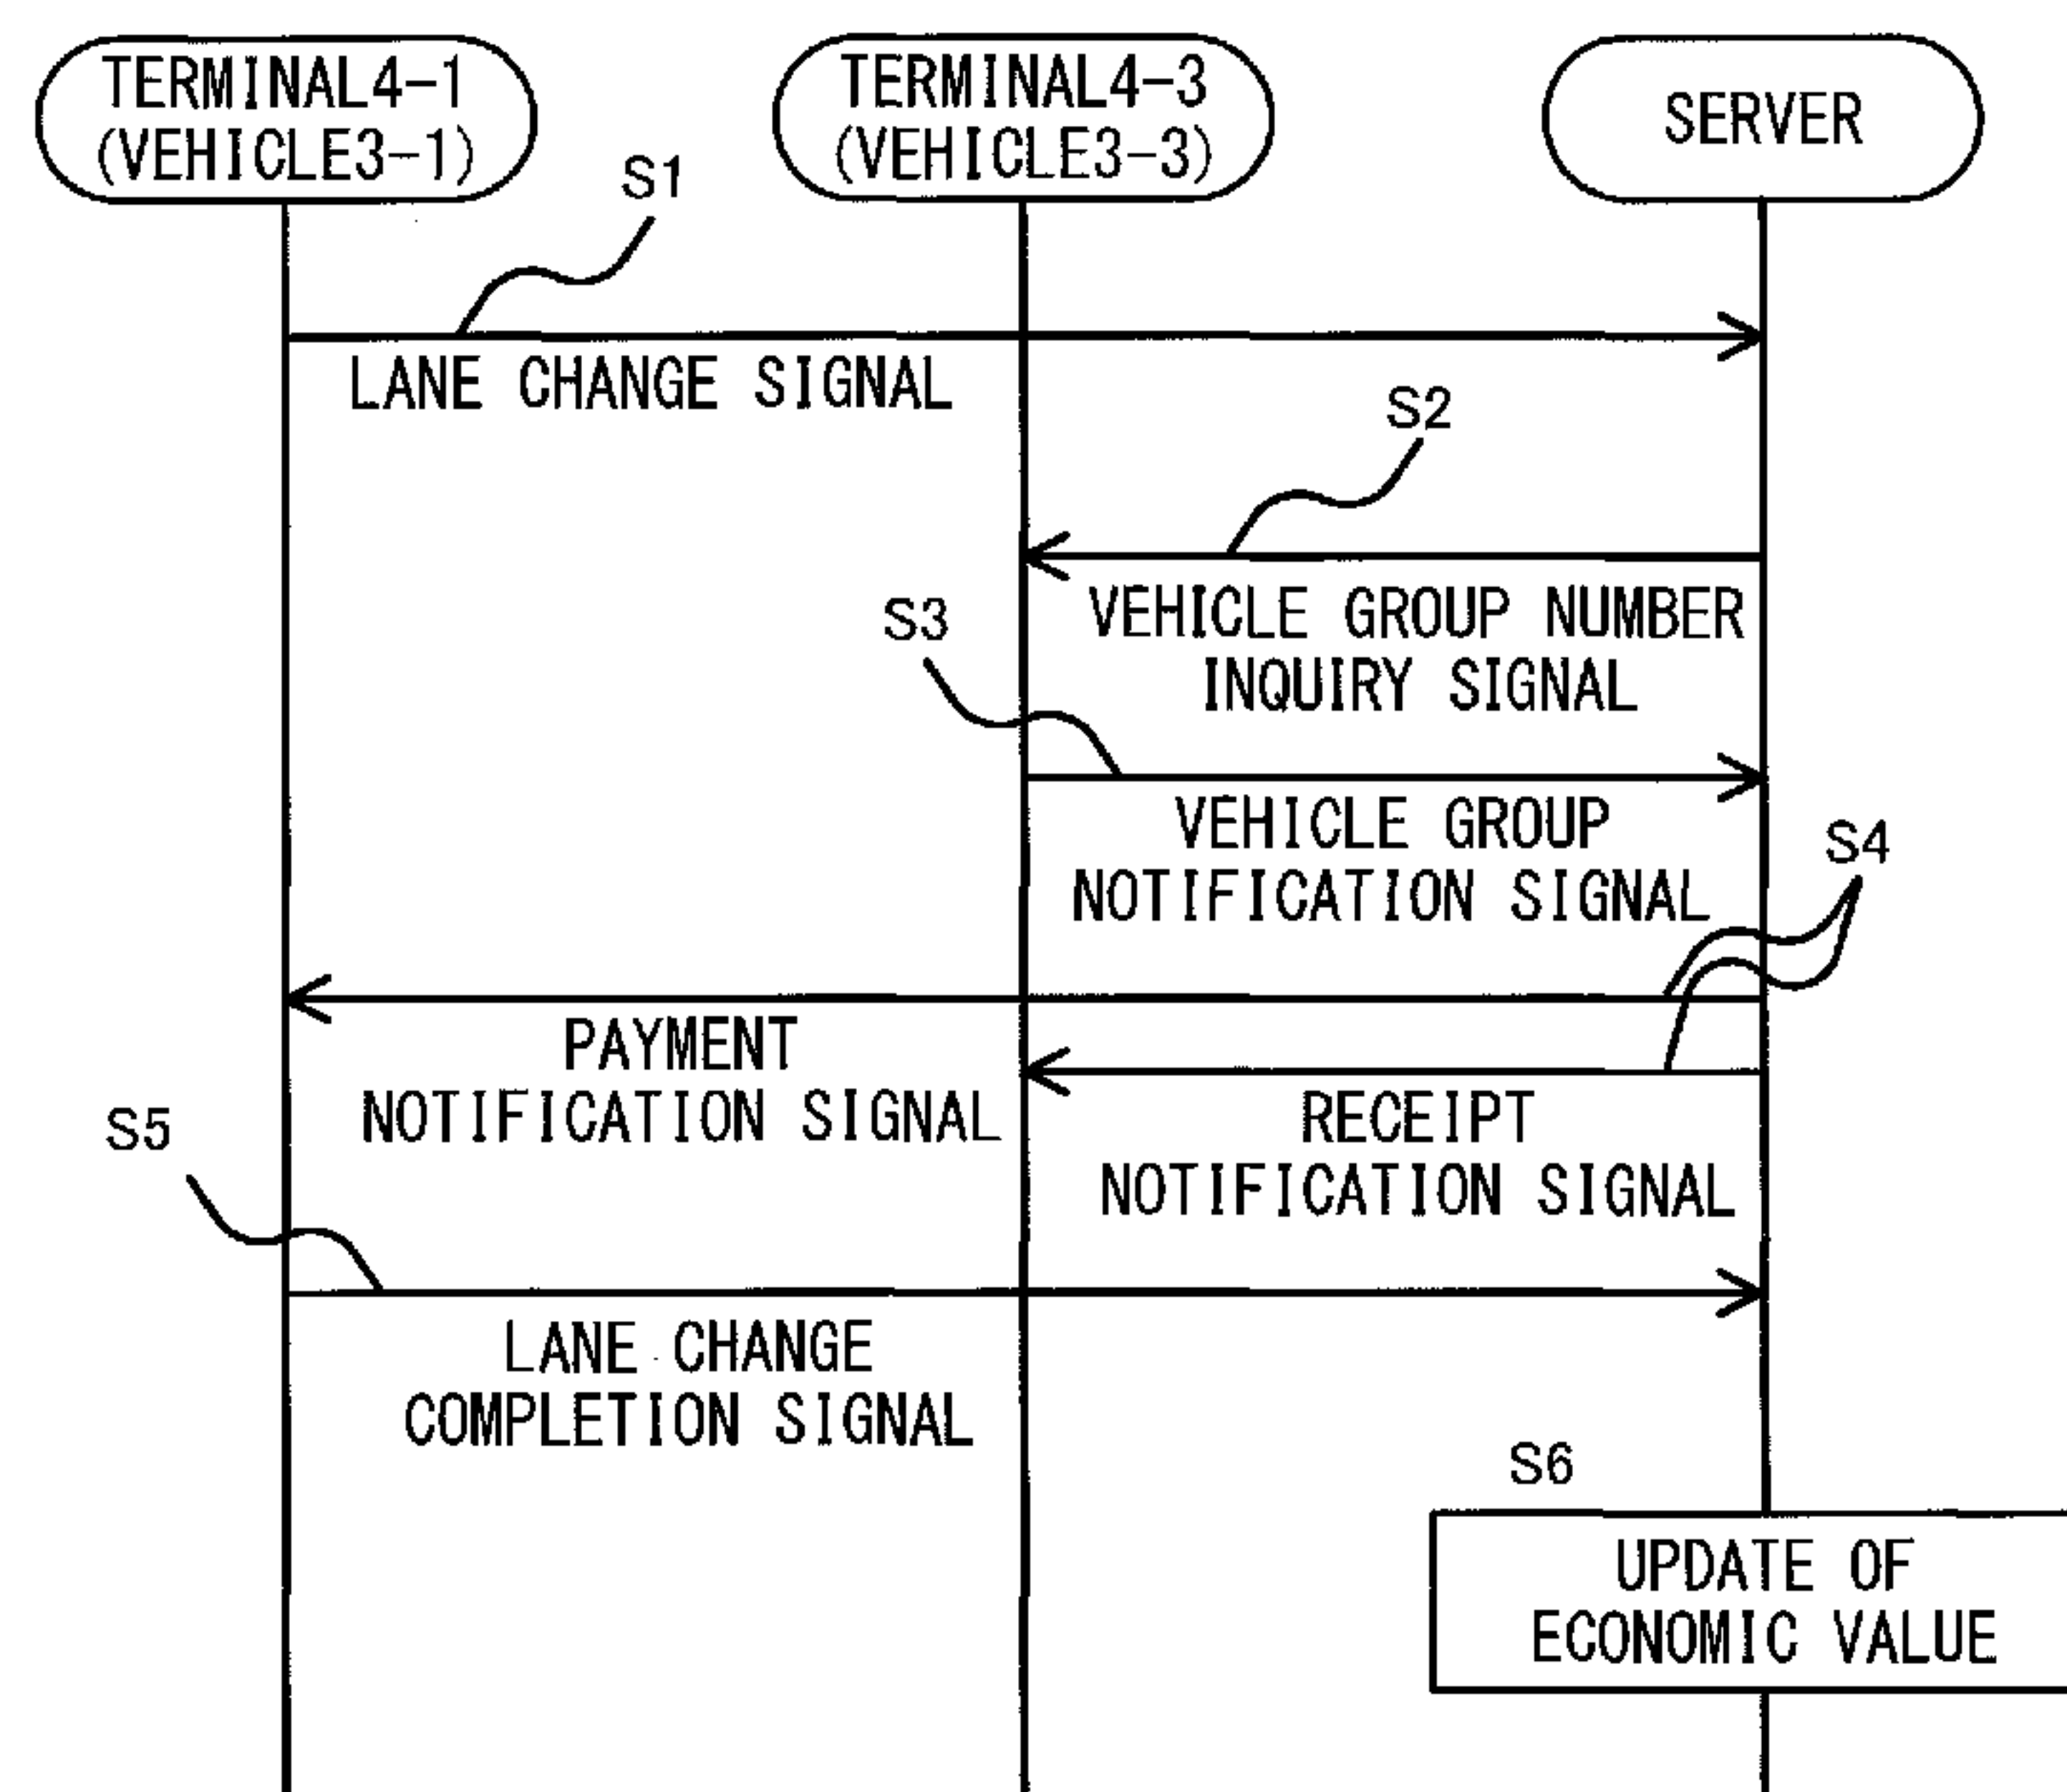 TERMINAL4-1
(VEHICLE3-1)
TERMINAL4-3
(VEHICLE3-3)
SERVER
S1
LANE CHANGE SIGNAL
S2
VEHICLE GROUP NUMBER
INQUIRY SIGNAL
S3
VEHICLE GROUP
NOTIFICATION SIGNAL
S4
PAYMENT
NOTIFICATION SIGNAL
RECEIPT
NOTIFICATION SIGNAL
S5
LANE CHANGE
COMPLETION SIGNAL
S6
UPDATE OF
ECONOMIC VALUE